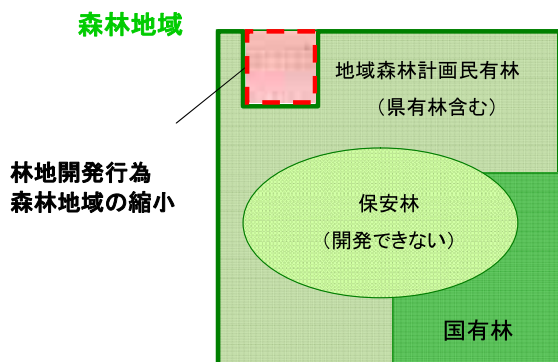 森林地域
地域森林計画民有林
（県有林含む）
林地開発行為
森林地域の縮小
保安林
（開発できない）
国有林